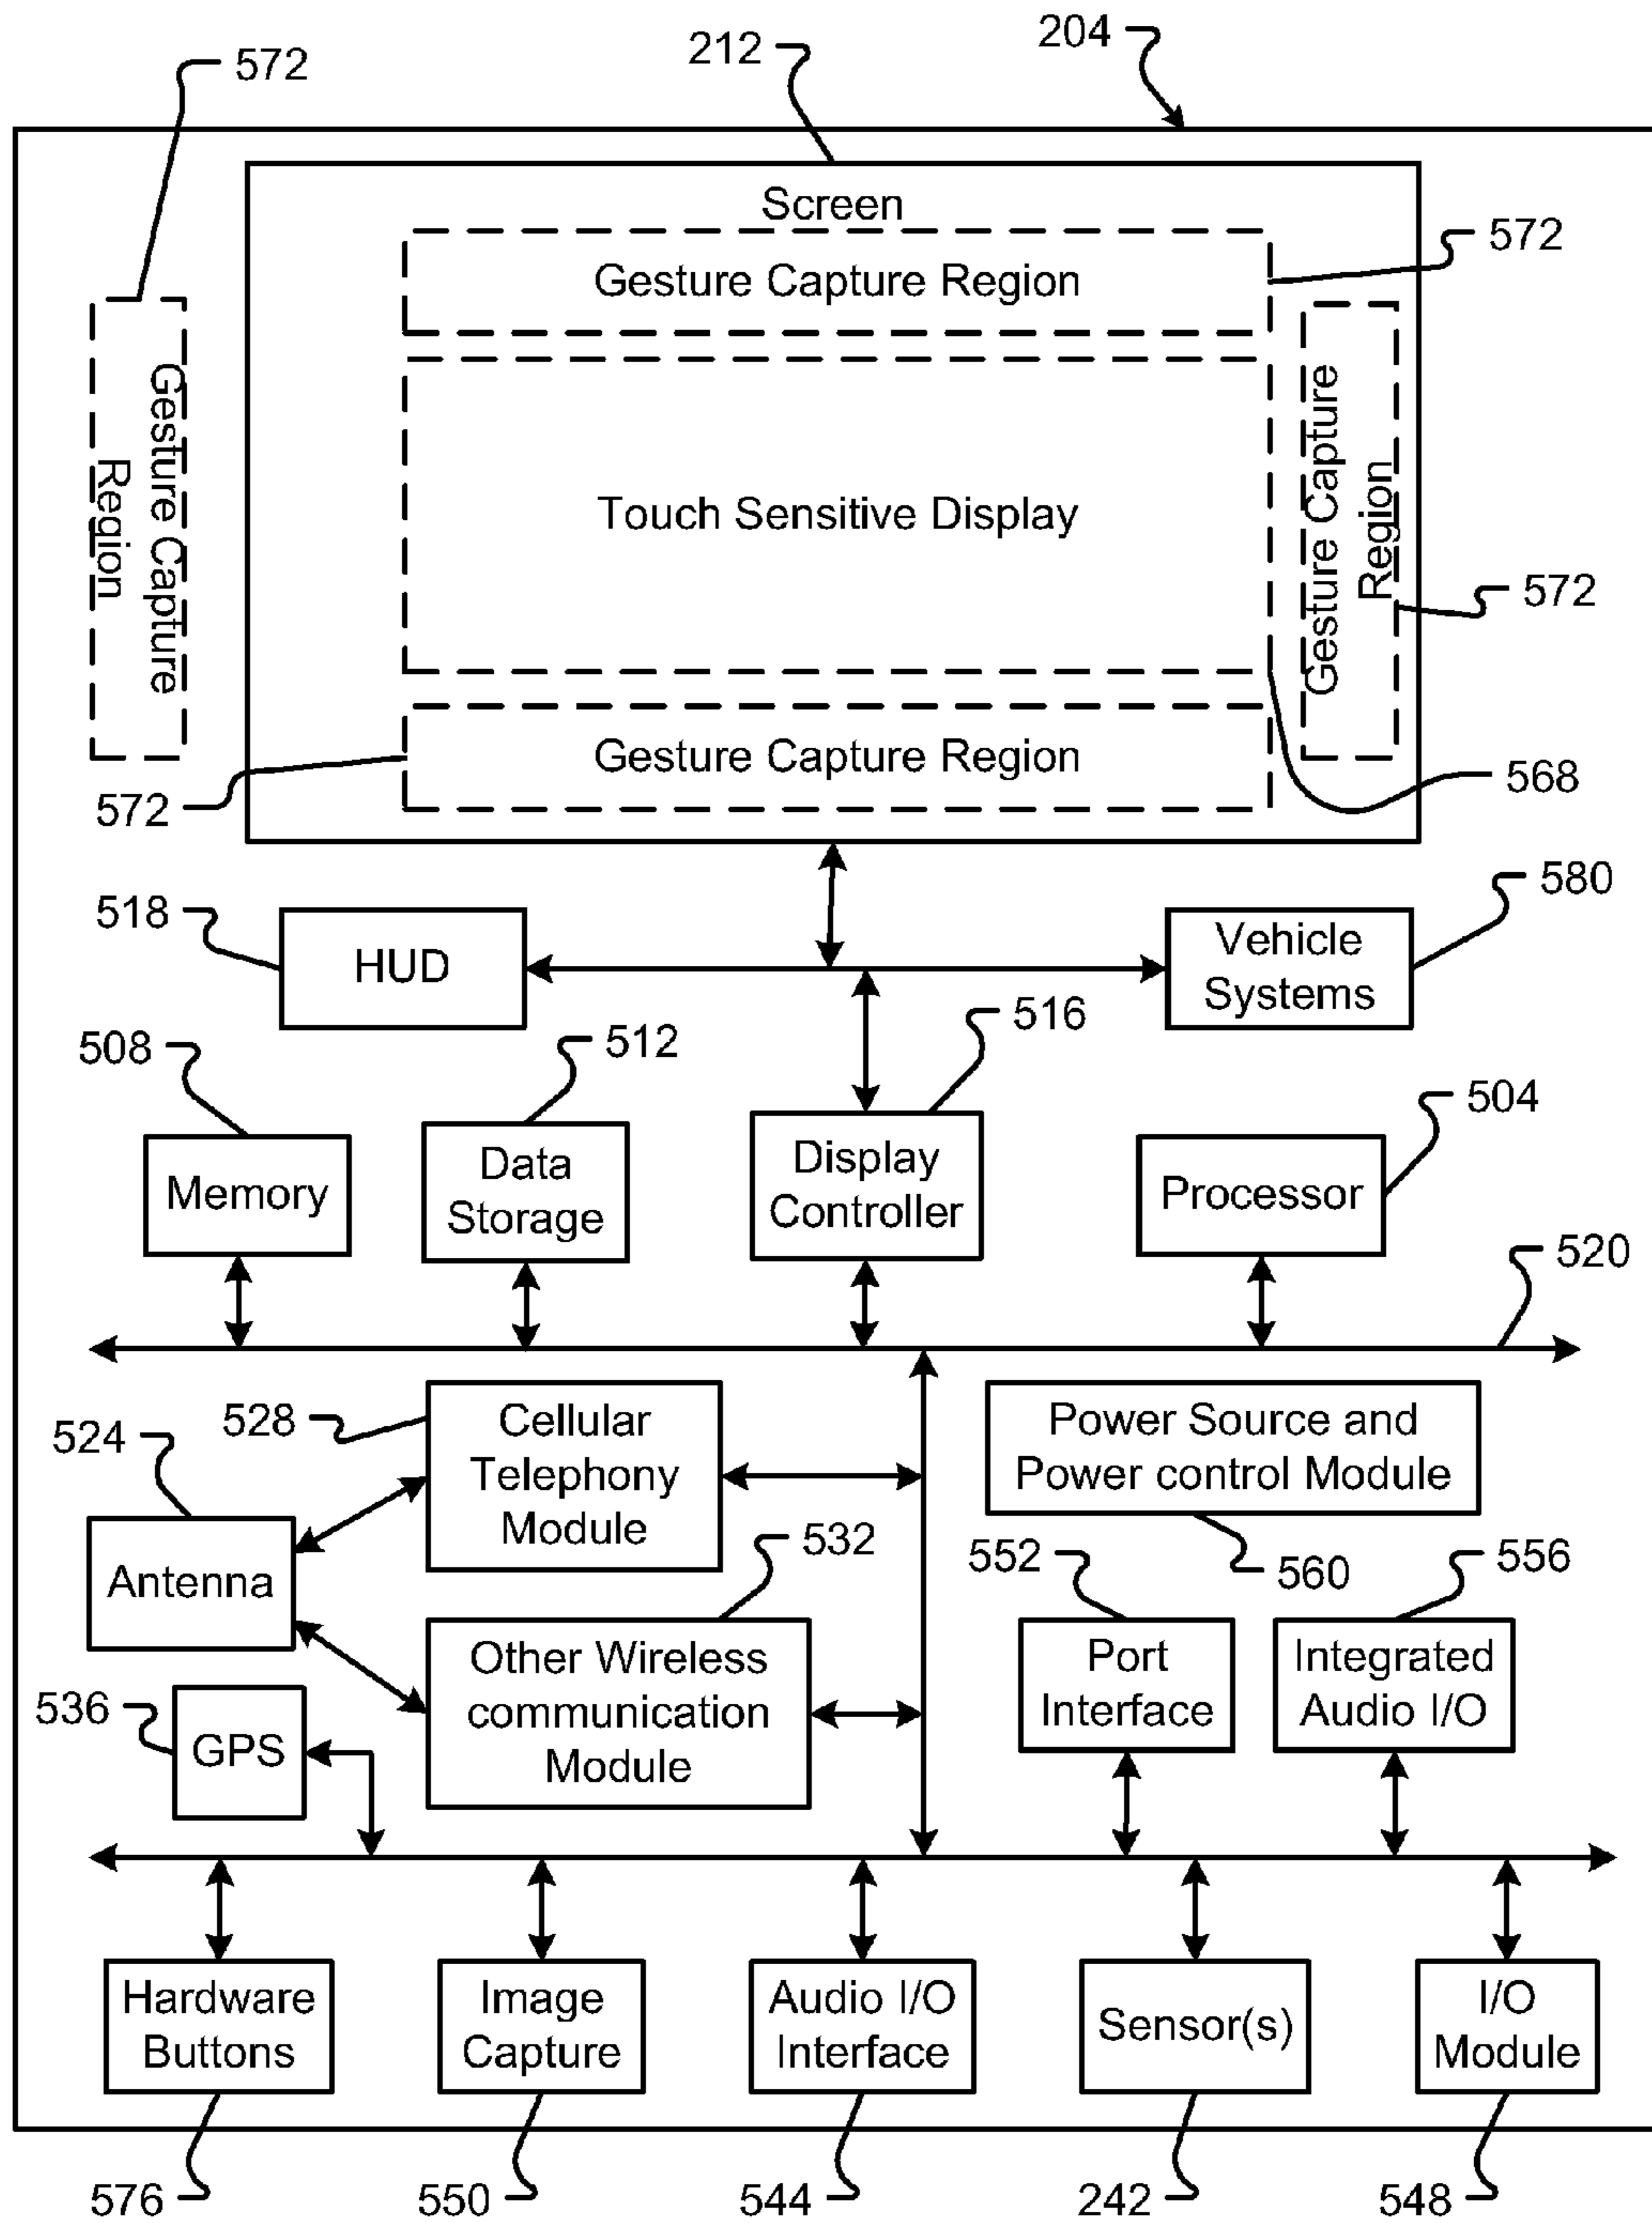 204
212
572
Screen
572
Gesture Capture Region
Gesture Capture
Region
Gesture Capture
Region
Touch Sensitive Display
572
Gesture Capture Region
568
572
580
518
HUD
Vehicle
Systems
516
508
512
504
Memory
Data
Storage
Display
Controller
Processor
520
528
524
Cellular
Telephony
Module
Power Source and
Power control Module
532
552
556
560
Antenna
Other Wireless
communication
Module
Port
Interface
Integrated
Audio I/O
536
GPS
Hardware
Buttons
Image
Capture
Audio I/O
Interface
Sensor(s)
I/O
Module
576
550
544
242
548